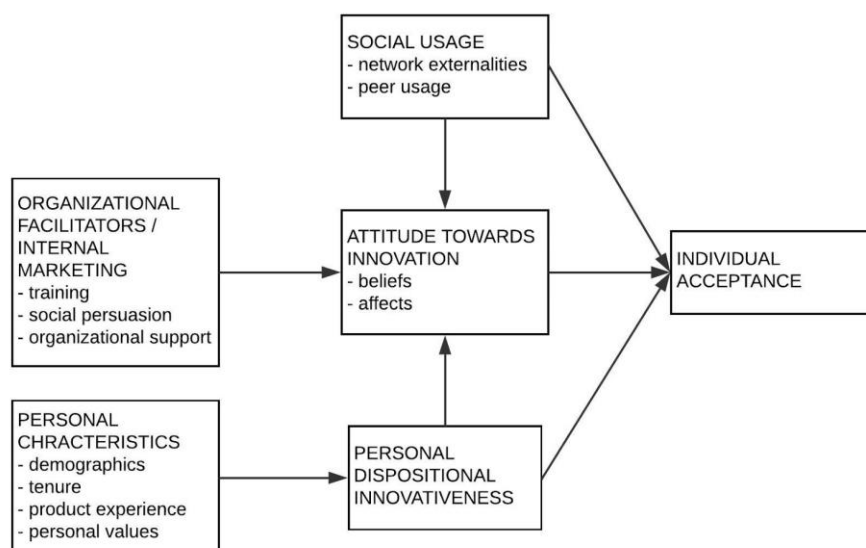 SOCIAL USAGE
- network externalities
- peer usage
ORGANIZATIONAL
FACILITATORS /
INTERNAL
MARKETING
- training
- social persuasion
- organizational support
ATTITUDE TOWARDS
INNOVATION
- beliefs
- affects
INDIVIDUAL
ACCEPTANCE
PERSONAL
CHRACTERISTICS
- demographics
- tenure
- product experience
- personal values
PERSONAL
DISPOSITIONAL
INNOVATIVENESS